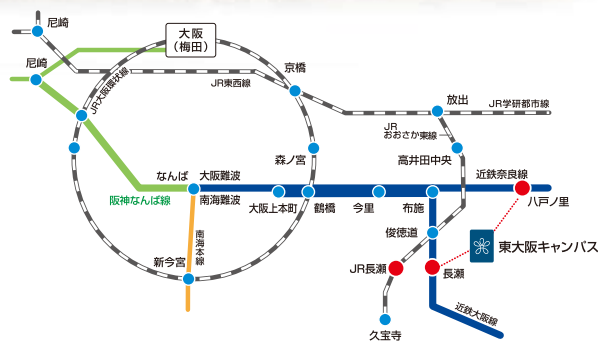 尼崎
大阪
（梅田）
尼崎
京橋
JR大阪環状線
JR東西線
放出
JR学研都市線
JR
おおさか東線
森ノ宮
高井田中央
なんば
大阪難波
近鉄奈良線
阪神なんば線
南海難波
大阪上本町
鶴橋
今里
布施
八戸ノ里
南海本線
俊徳道
東大阪キャンパス
新今宮
JR長瀬
長瀬
近鉄大阪線
久宝寺